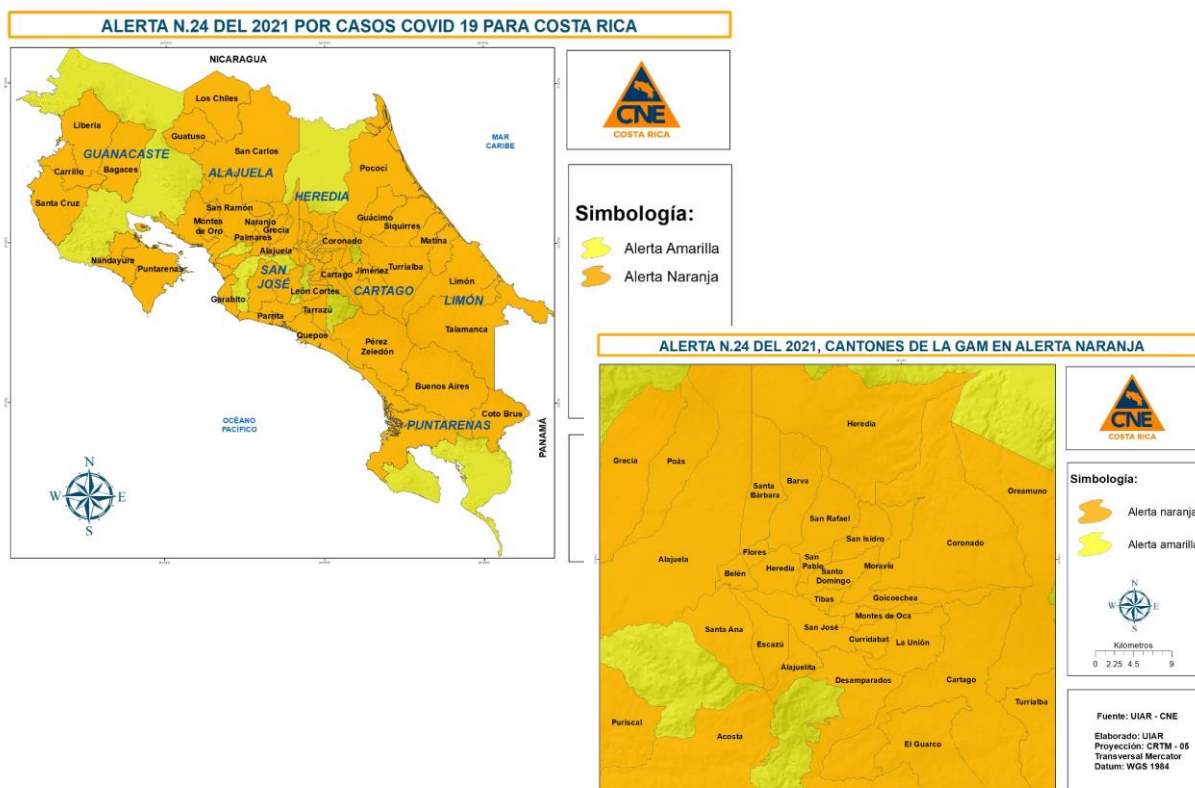 ALERTA N.24 DEL 2021 POR CASOS COVID 19 PARA COSTA RICA
NICARAGUA
MAR
CARIBE
OCÉANO
PACÍFICO
PANAMÁ
Los Chiles
Liberia
Guatuso
GUANACASTE
San Carlos
Carrillo
Bagaces
ALAJUELA
Pococí
HEREDIA
Santa Cruz
San Ramón
Guácimo
Montes
de Oro
Naranjo
Siquirres
Grecia
Palmares
Coronado
Matina
Alajuela
Nandayure
Puntarenas
SAN
JOSÉ
Cartago
Jiménez
Turrialba
León Cortes
CARTAGO
Limón
Garabito
LIMÓN
Parrita
Tarrazú
Talamanca
Quepos
Pérez
Zeledón
Buenos Aires
Coto Brus
PUNTARENAS
N
W
E
S
CNE
COSTA RICA
Simbología:
Alerta Amarilla
Alerta Naranja
ALERTA N.24 DEL 2021, CANTONES DE LA GAM EN ALERTA NARANJA
Heredia
Grecia
Poás
Santa
Bárbara
Barva
Oreamuno
San Rafael
San Isidro
Coronado
Alajuela
Flores
San
Pablo
Belén
Heredia
Santo
Domingo
Moravía
Tibas
Goicoechea
Montes de Oca
Santa Ana
San José
Escazú
Curridabat
La Unión
Alajuelita
Desamparados
Cartago
Turrialba
Puriscal
Acosta
El Guarco
CNE
COSTA RICA
Simbología:
Alerta naranja
Alerta amarilla
N
W
E
S
Kilómetros
0 2.25 4.5 9
Fuente: UIAR - CNE
Elaborado: UIAR
Proyección: CRTM - 05
Transversal Mercator
Datum: WGS 1984